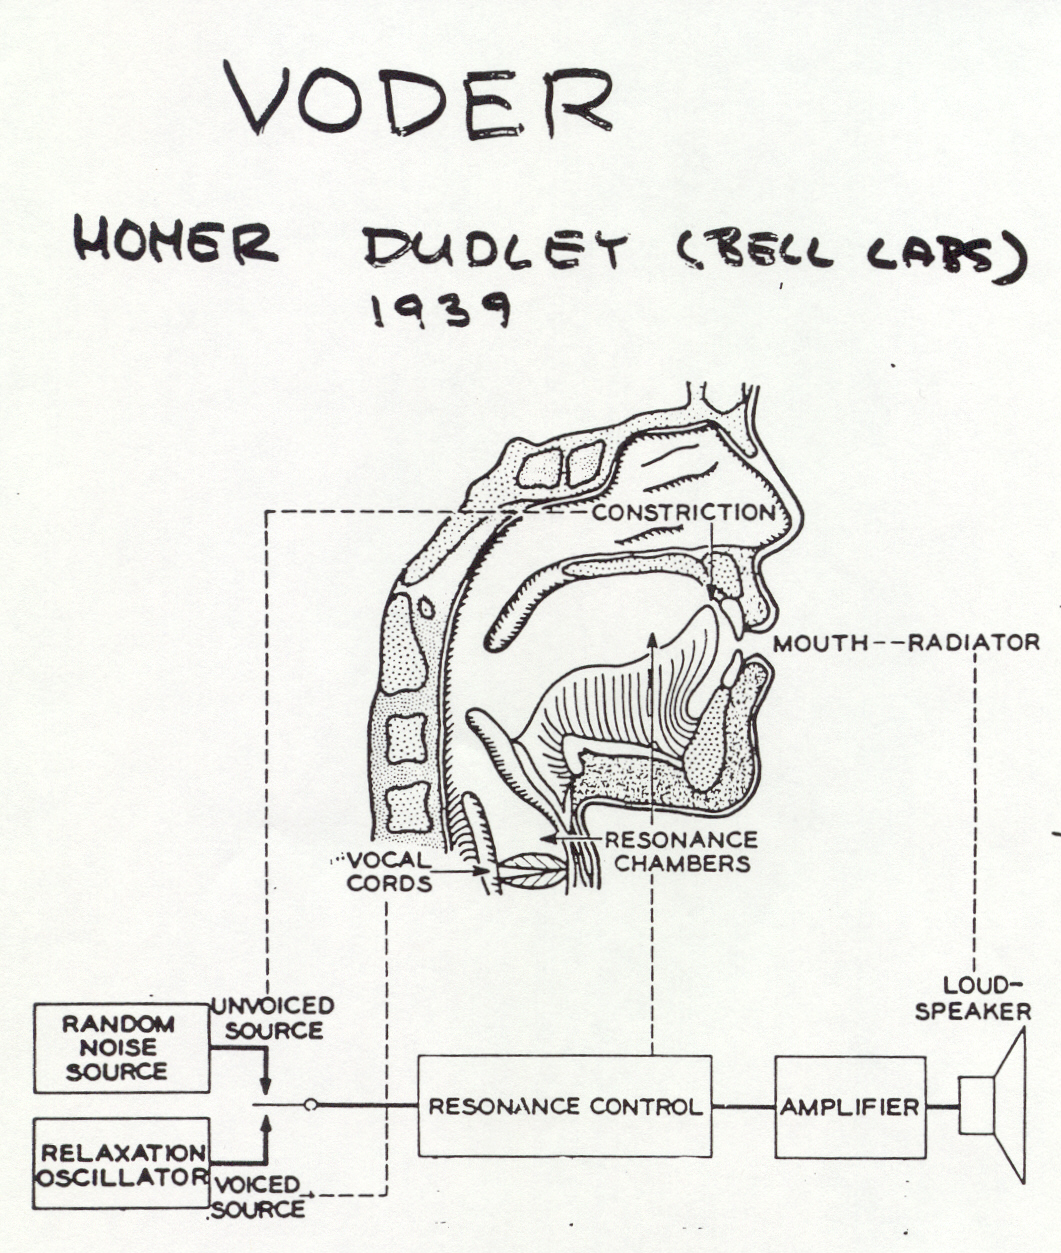 VODER
HOMER DUDLEY (BELL LABS)
1939
CONSTRICTION
MOUTH--RADIATOR
RESONANCE
CHAMBERS
VOCAL
CORDS
LOUD-
SPEAKER
UNVOICED
SOURCE
RANDOM
NOISE
SOURCE
RESONANCE CONTROL
AMPLIFIER
RELAXATION
OSCILLATOR
VOICED
SOURCE